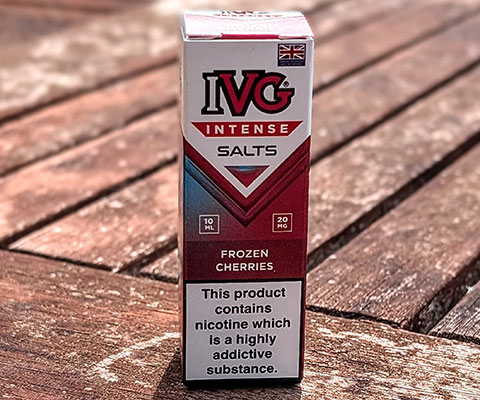 IVG®
INTENSE
SALTS
10
ML
20
MG
FROZEN
CHERRIES
This product
contains
nicotine which
is a highly
addictive
substance.